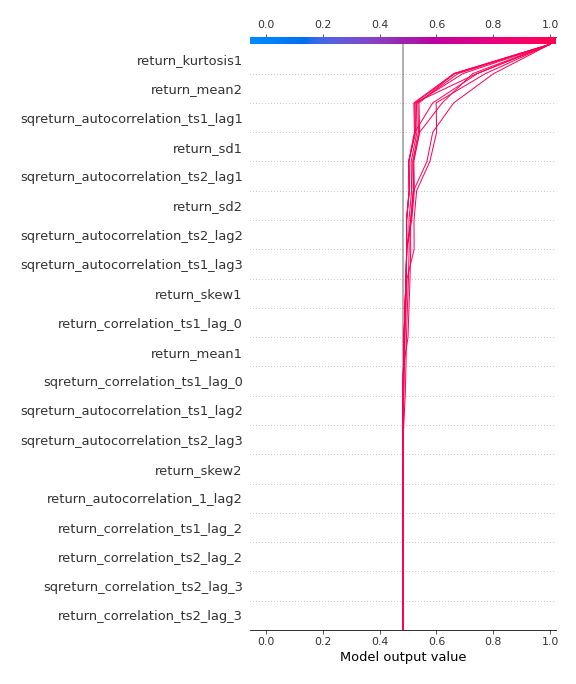 0.0 0.2 0.4 0.6 0.8 1.0
return_kurtosis1
return_mean2
sqreturn_autocorrelation_ts1_lag1
return_sd1
sqreturn_autocorrelation_ts2_lag1
return_sd2
sqreturn_autocorrelation_ts2_lag2
sqreturn_autocorrelation_ts1_lag3
return_skew1
return_correlation_ts1_lag_0
return_mean1
sqreturn_correlation_ts1_lag_0
sqreturn_autocorrelation_ts1_lag2
sqreturn_autocorrelation_ts2_lag3
return_skew2
return_autocorrelation_1_lag2
return_correlation_ts1_lag_2
return_correlation_ts2_lag_2
sqreturn_correlation_ts2_lag_3
return_correlation_ts2_lag_3
0.0 0.2 0.4 0.6 0.8 1.0
Model output value